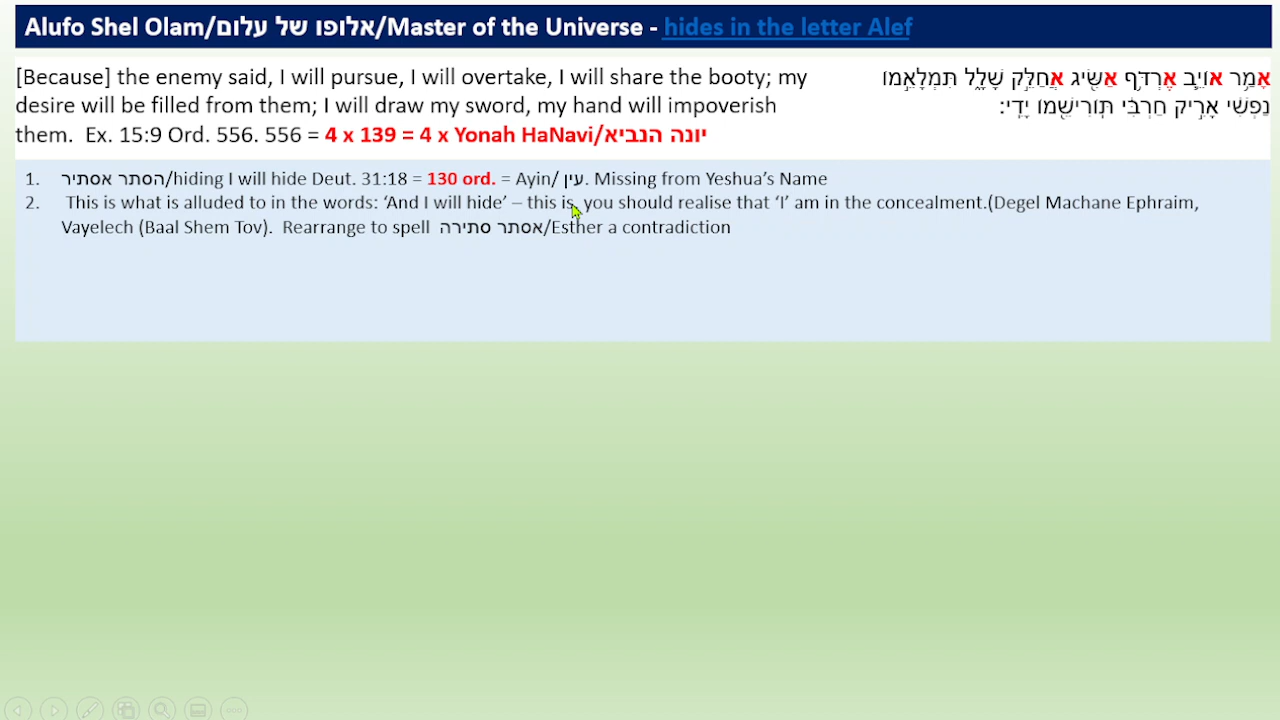 Alufo Shel Olam/אלופו של עלום/Master of the Universe - hides in the letter Alef
[Because] the enemy said, I will pursue, I will overtake, I will share the booty; my
desire will be filled from them; I will draw my sword, my hand will impoverish
them. Ex. 15:9 Ord. 556. 556 = 4 x 139 = 4 x Yonah HaNavi/יונה הנביא
אָמַ֥ר אוֹיֵ֛ב אֶרְדֹּ֥ף אַשִּׂ֖יג אֲחַלֵּ֣ק שָׁלָ֑ל תִּמְלָאֵ֣מוֹ
נַפְשִׁ֔י אָרִ֣יק חַרְבִּ֔י תּוֹרִישֵׁ֖מוֹ יָדִֽי׃
1. הסתר אסתיר/hiding I will hide Deut. 31:18 = 130 ord. = Ayin/ עין. Missing from Yeshua’s Name
2. This is what is alluded to in the words: ‘And I will hide’ – this is, you should realise that ‘I’ am in the concealment.(Degel Machane Ephraim,
Vayelech (Baal Shem Tov). Rearrange to spell אסתר סתירה/Esther a contradiction